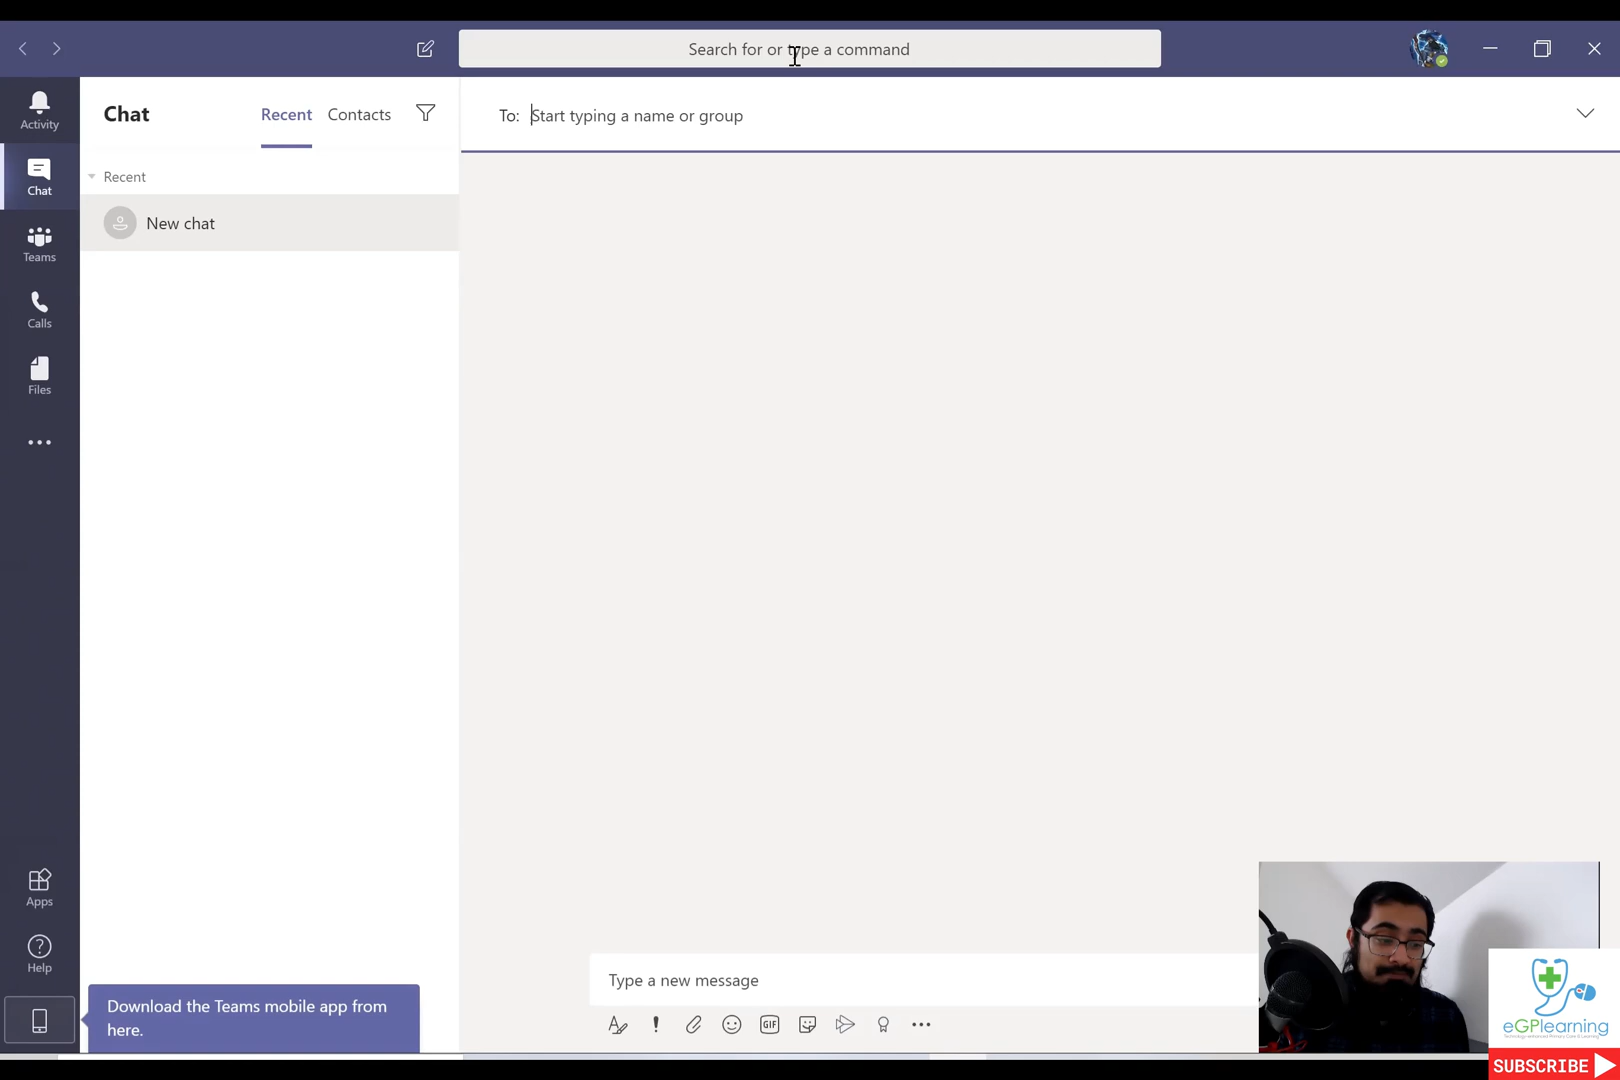 Search for or type a command
Activity
Chat
Teams
Calls
Files
Apps
Help
Chat
Recent
Contacts
Recent
New chat
To: Start typing a name or group
Type a new message
GIF
Download the Teams mobile app from
here.
eGPlearning
SUBSCRIBE